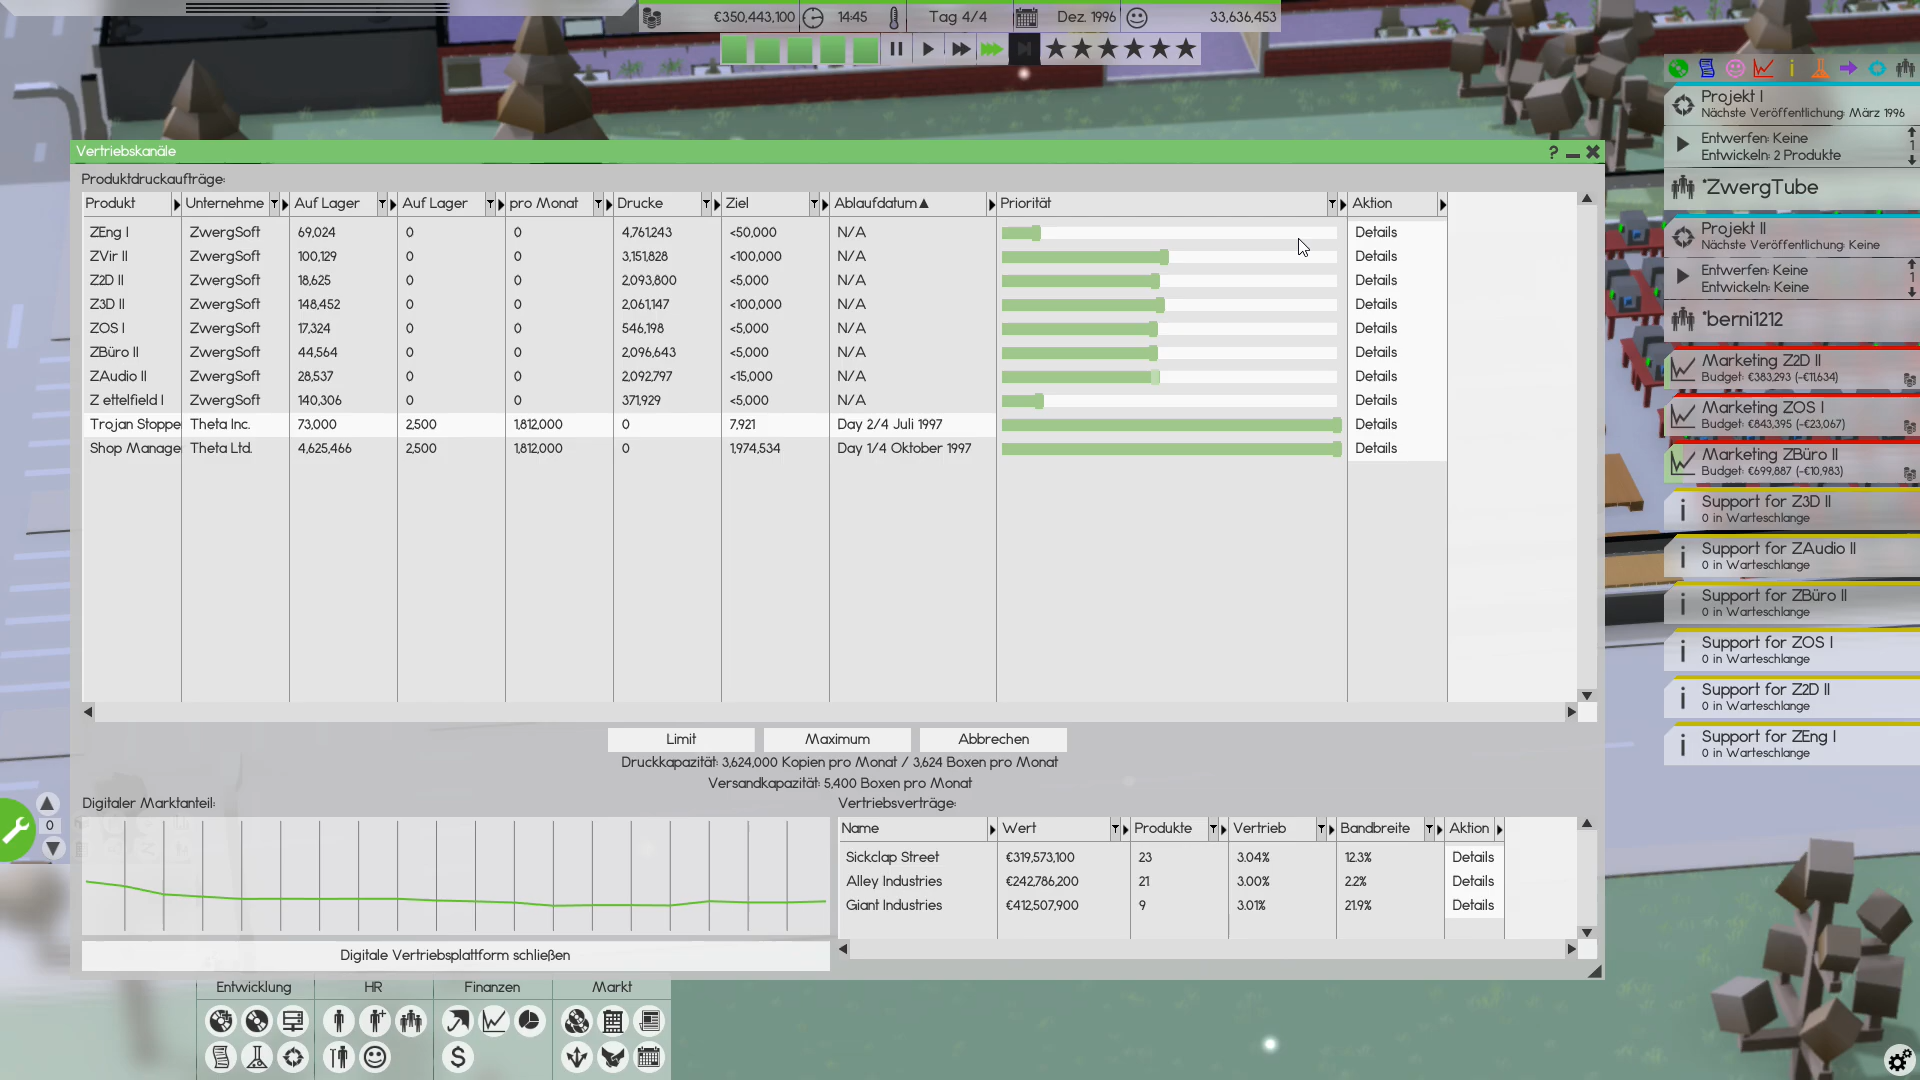 €350,443,100 14:45 Tag 4/4 Dez. 1996 33,636,453
Vertriebskanäle
?
Produktdruckaufträge:
Produkt Unternehme Auf Lager Auf Lager pro Monat Drucke Ziel Ablaufdatum Priorität Aktion
ZEng I ZwergSoft 69,024 0 0 4,761,243 <50,000 N/A Details
ZVir II ZwergSoft 100,129 0 0 3,151,828 <100,000 N/A Details
Z2D II ZwergSoft 18,625 0 0 2,093,800 <5,000 N/A Details
Z3D II ZwergSoft 148,452 0 0 2,061,147 <100,000 N/A Details
ZOS I ZwergSoft 17,324 0 0 546,198 <5,000 N/A Details
ZBüro II ZwergSoft 44,564 0 0 2,096,643 <5,000 N/A Details
ZAudio II ZwergSoft 28,537 0 0 2,092,797 <15,000 N/A Details
Z ettelfield I ZwergSoft 140,306 0 0 371,929 <5,000 N/A Details
Trojan Stoppe Theta Inc. 73,000 2,500 1,812,000 0 7,921 Day 2/4 Juli 1997 Details
Shop Manage Theta Ltd. 4,625,466 2,500 1,812,000 0 1,974,534 Day 1/4 Oktober 1997 Details
Limit Maximum Abbrechen
Druckkapazität: 3,624,000 Kopien pro Monat / 3,624 Boxen pro Monat
Versandkapazität: 5,400 Boxen pro Monat
Digitaler Marktanteil:
Digitale Vertriebsplattform schließen
Vertriebsverträge:
Name Wert Produkte Vertrieb Bandbreite Aktion
Sickclap Street €319,573,100 23 3.04% 12.3% Details
Alley Industries €242,786,200 21 3.00% 2.2% Details
Giant Industries €412,507,900 9 3.01% 21.9% Details
0
Entwicklung HR Finanzen Markt
Projekt I
Nächste Veröffentlichung: März 1996
Entwerfen: Keine
Entwickeln: 2 Produkte
1
*ZwergTube
Projekt II
Nächste Veröffentlichung: Keine
Entwerfen: Keine
Entwickeln: Keine
1
*berni1212
Marketing Z2D II
Budget: €383,293 (-€11,634)
Marketing ZOS I
Budget: €843,395 (-€23,067)
Marketing ZBüro II
Budget: €699,887 (-€10,983)
Support for Z3D II
0 in Warteschlange
Support for ZAudio II
0 in Warteschlange
Support for ZBüro II
0 in Warteschlange
Support for ZOS I
0 in Warteschlange
Support for Z2D II
0 in Warteschlange
Support for ZEng I
0 in Warteschlange